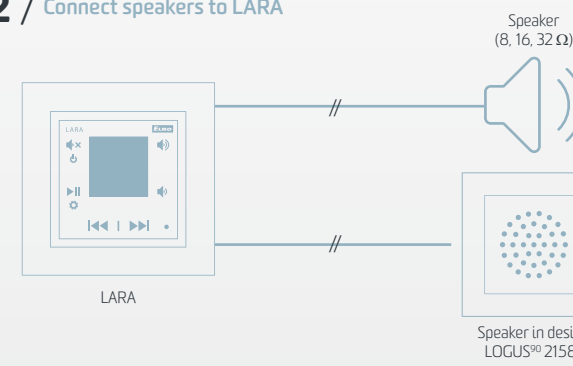 2 / Connect speakers to LARA
Speaker
(8, 16, 32 Ω)
LARA
LARA
Speaker in desi
LOGUS⁹⁰ 2158